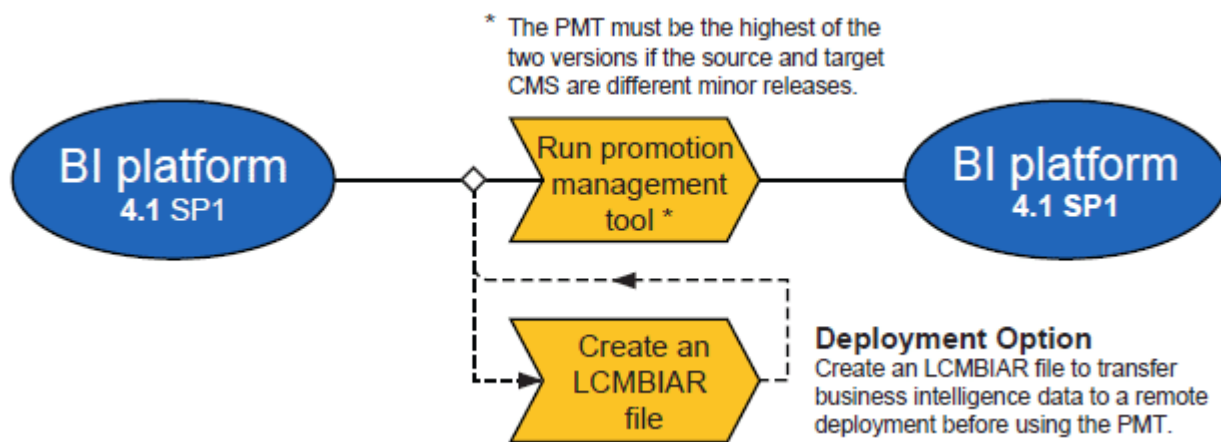 * The PMT must be the highest of the
two versions if the source and target
CMS are different minor releases.
BI platform
4.1 SP1
Run promotion
management
tool *
BI platform
4.1 SP1
Create an
LCMBIAR
file
Deployment Option
Create an LCMBIAR file to transfer
business intelligence data to a remote
deployment before using the PMT.